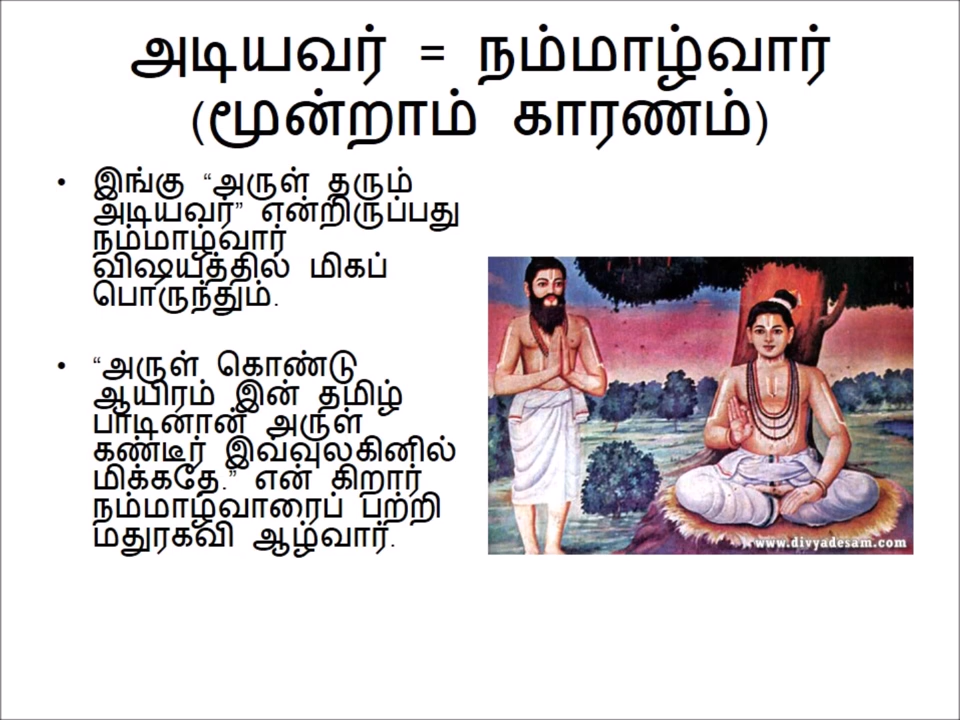 அடியவர் = நம்மாழ்வார்
(மூன்றாம் காரணம்)
• இங்கு “அருள் தரும்
அடியவர்” என்றிருப்பது
நம்மாழ்வார்
விஷயத்தில் மிகப்
பொருந்தும்.
• “அருள் கொண்டு
ஆயிரம் இன் தமிழ்
பாடினான் அருள்
கண்டீர் இவ்வுலகினில்
மிக்கதே.” என் கிறார்
நம்மாழ்வாரைப் பற்றி
மதுரகவி ஆழ்வார்.
www.divyadesam.com